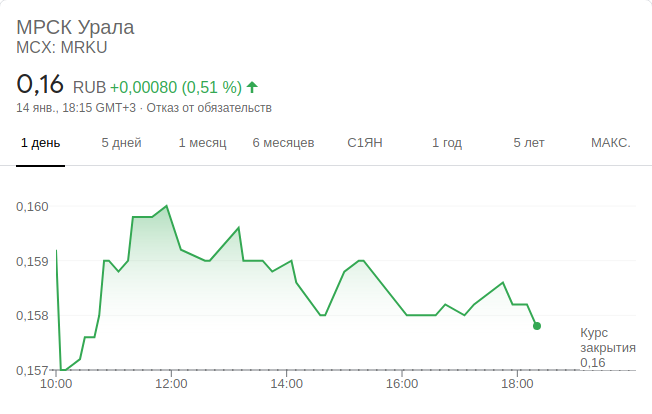 МРСК Урала
MCX: MRKU
0,16 RUB +0,00080 (0,51 %)
14 янв., 18:15 GMT+3 · Отказ от обязательств
1 день 5 дней 1 месяц 6 месяцев С1ЯН 1 год 5 лет МАКС.
0,160
0,159
0,158
0,157
Курс
закрытия
0,16
10:00 12:00 14:00 16:00 18:00